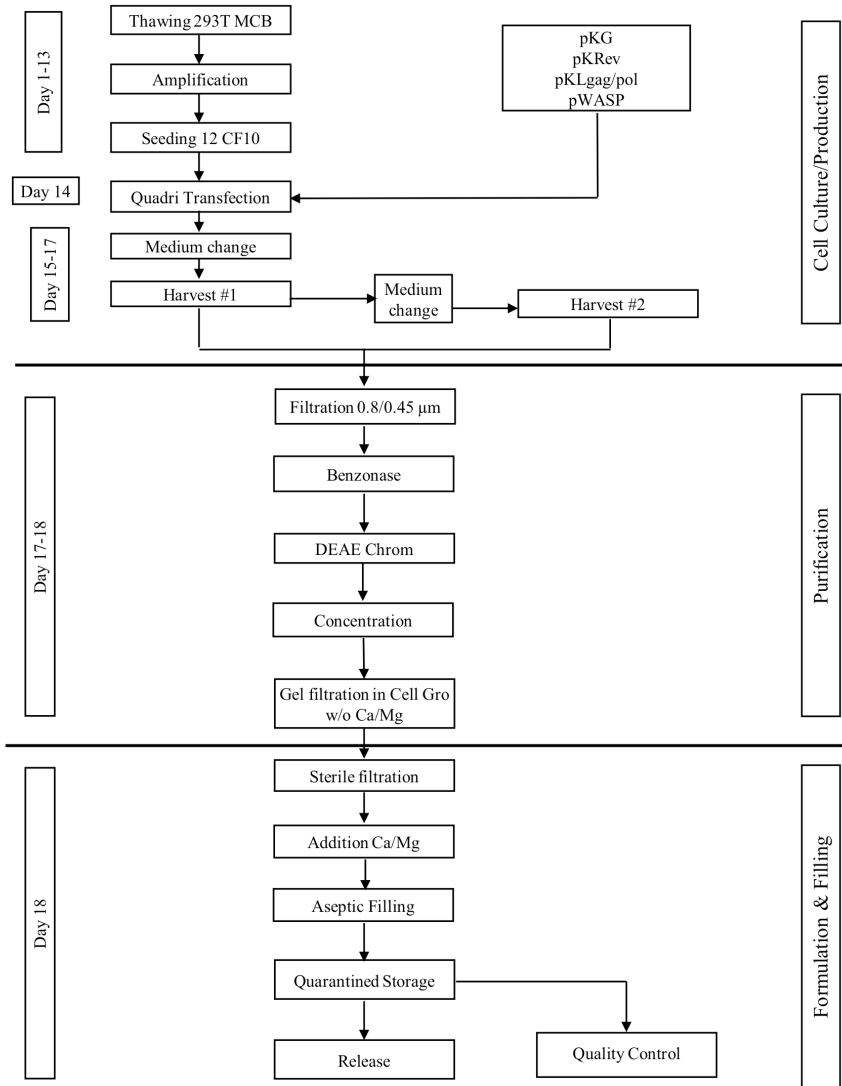 Thawing 293T MCB
Amplification
Seeding 12 CF10
Day 1-13
pKG
pKRev
pKLgag/pol
pWASP
Day 14
Quadri Transfection
Medium change
Day 15-17
Harvest #1
Medium
change
Harvest #2
Cell Culture/Production
Filtration 0.8/0.45 µm
Benzonase
DEAE Chrom
Concentration
Gel filtration in Cell Gro
w/o Ca/Mg
Day 17-18
Purification
Sterile filtration
Addition Ca/Mg
Aseptic Filling
Quarantined Storage
Release
Quality Control
Day 18
Formulation & Filling